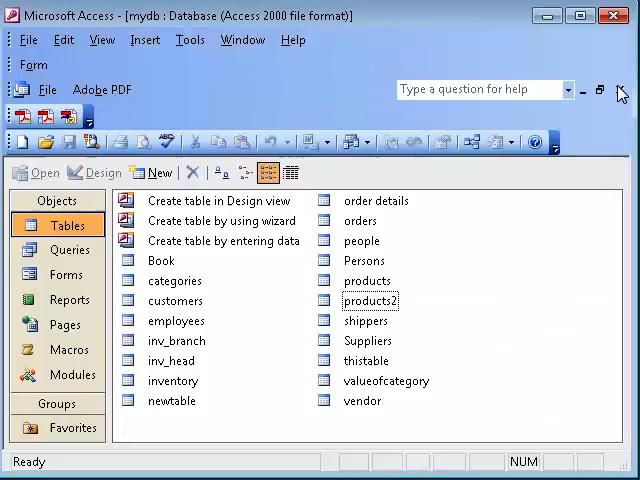 Microsoft Access - [mydb : Database (Access 2000 file format)]
File Edit View Insert Tools Window Help
Form
File Adobe PDF Type a question for help
Open Design New
Objects
Tables
Queries
Forms
Reports
Pages
Macros
Modules
Groups
Favorites
Create table in Design view
Create table by using wizard
Create table by entering data
Book
categories
customers
employees
inv_branch
inv_head
inventory
newtable
order details
orders
people
Persons
products
products2
shippers
Suppliers
thistable
valueofcategory
vendor
Ready NUM